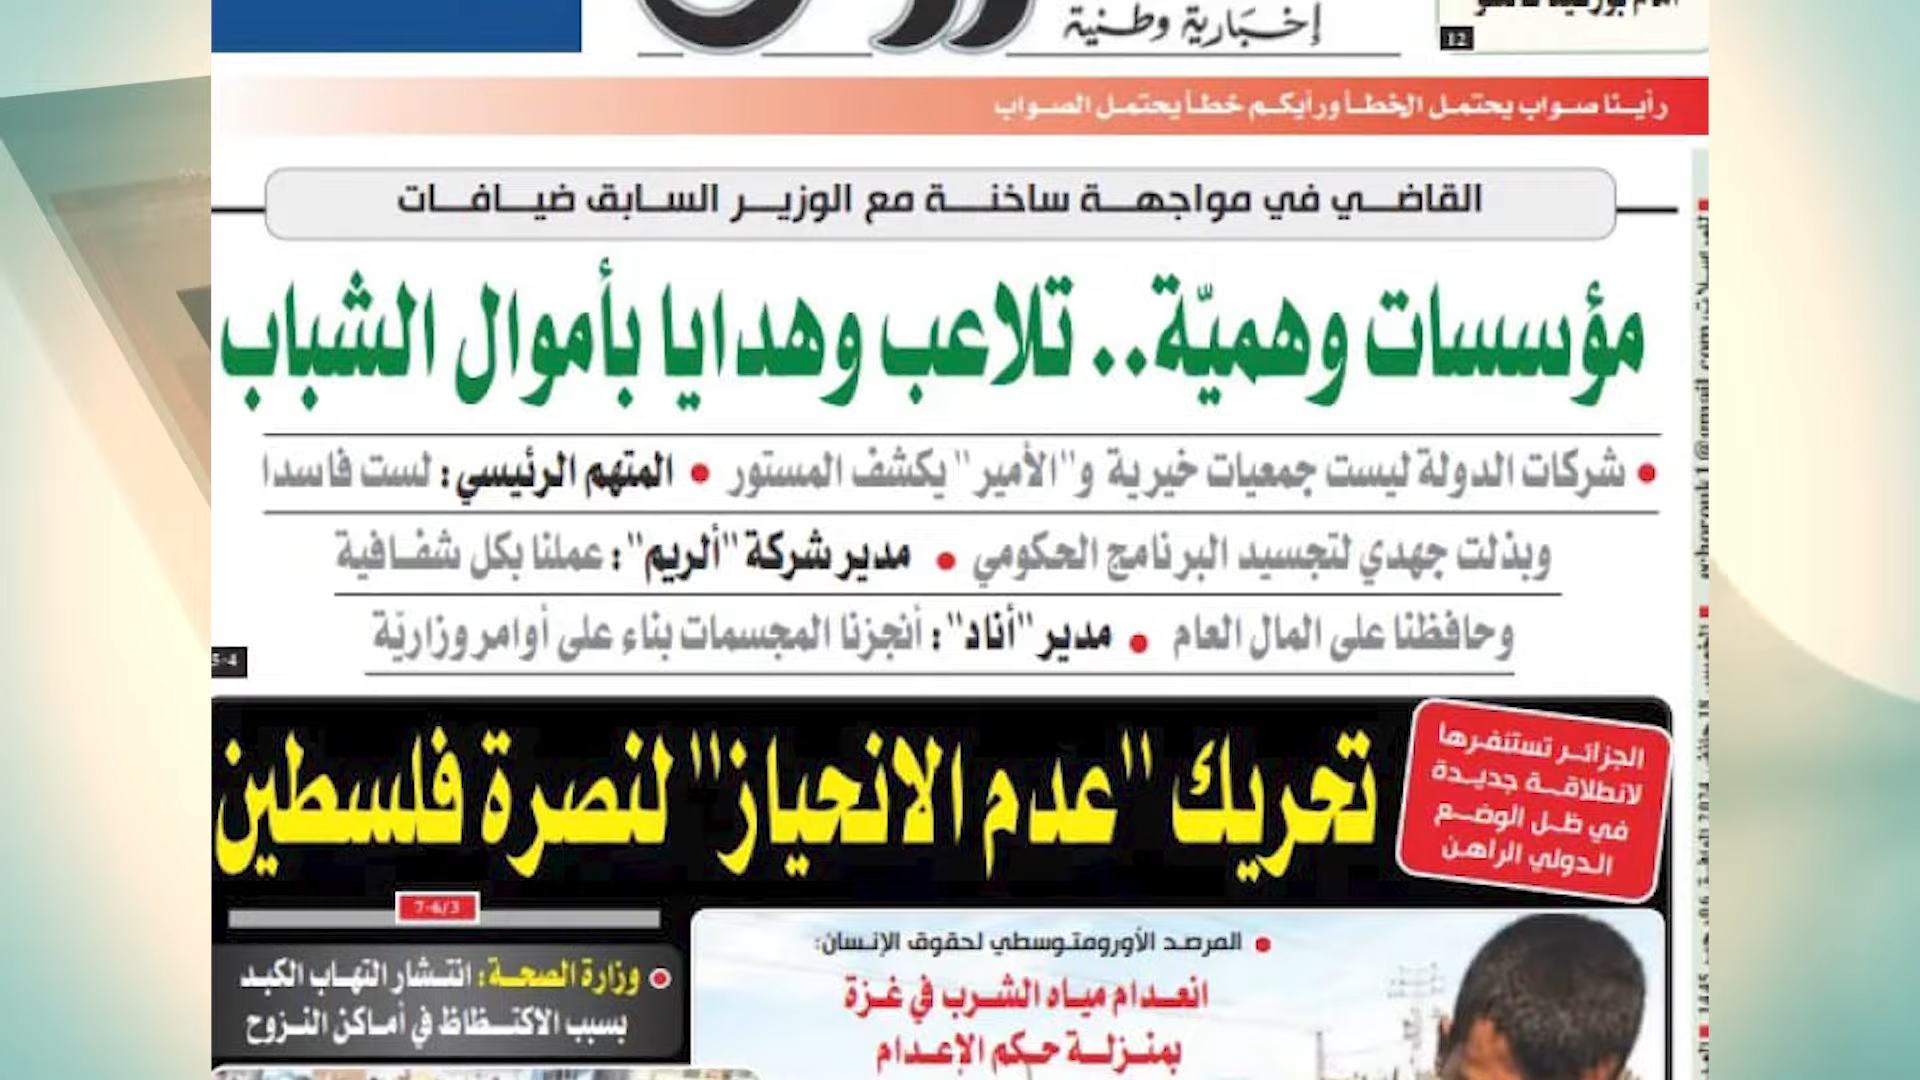 إخبارية وطنية
12
رأينا صواب يحتمل الخطأ ورأيكم خطأ يحتمل الصواب
القاضي في مواجهة ساخنة مع الوزير السابق ضيافات
مؤسسات وهميّة.. تلاعب وهدايا بأموال الشباب
• شركات الدولة ليست جمعيات خيرية و"الأمير" يكشف المستور • المتهم الرئيسي: لست فاسدا
وبذلت جهدي لتجسيد البرنامج الحكومي • مدير شركة "ألريم": عملنا بكل شفافية
وحافظنا على المال العام • مدير "أناد": أنجزنا المجسمات بناء على أوامر وزاريّة
5-4
الجزائر تستنفرها
لانطلاقة جديدة
في ظل الوضع
الدولي الراهن
تحريك "عدم الانحياز" لنصرة فلسطين
7-6/3
• المرصد الأورومتوسطي لحقوق الإنسان:
انعدام مياه الشرب في غزة
بمنزلة حكم الإعدام
• وزارة الصحة: انتشار التهاب الكبد
بسبب الاكتظاظ في أماكن النزوح